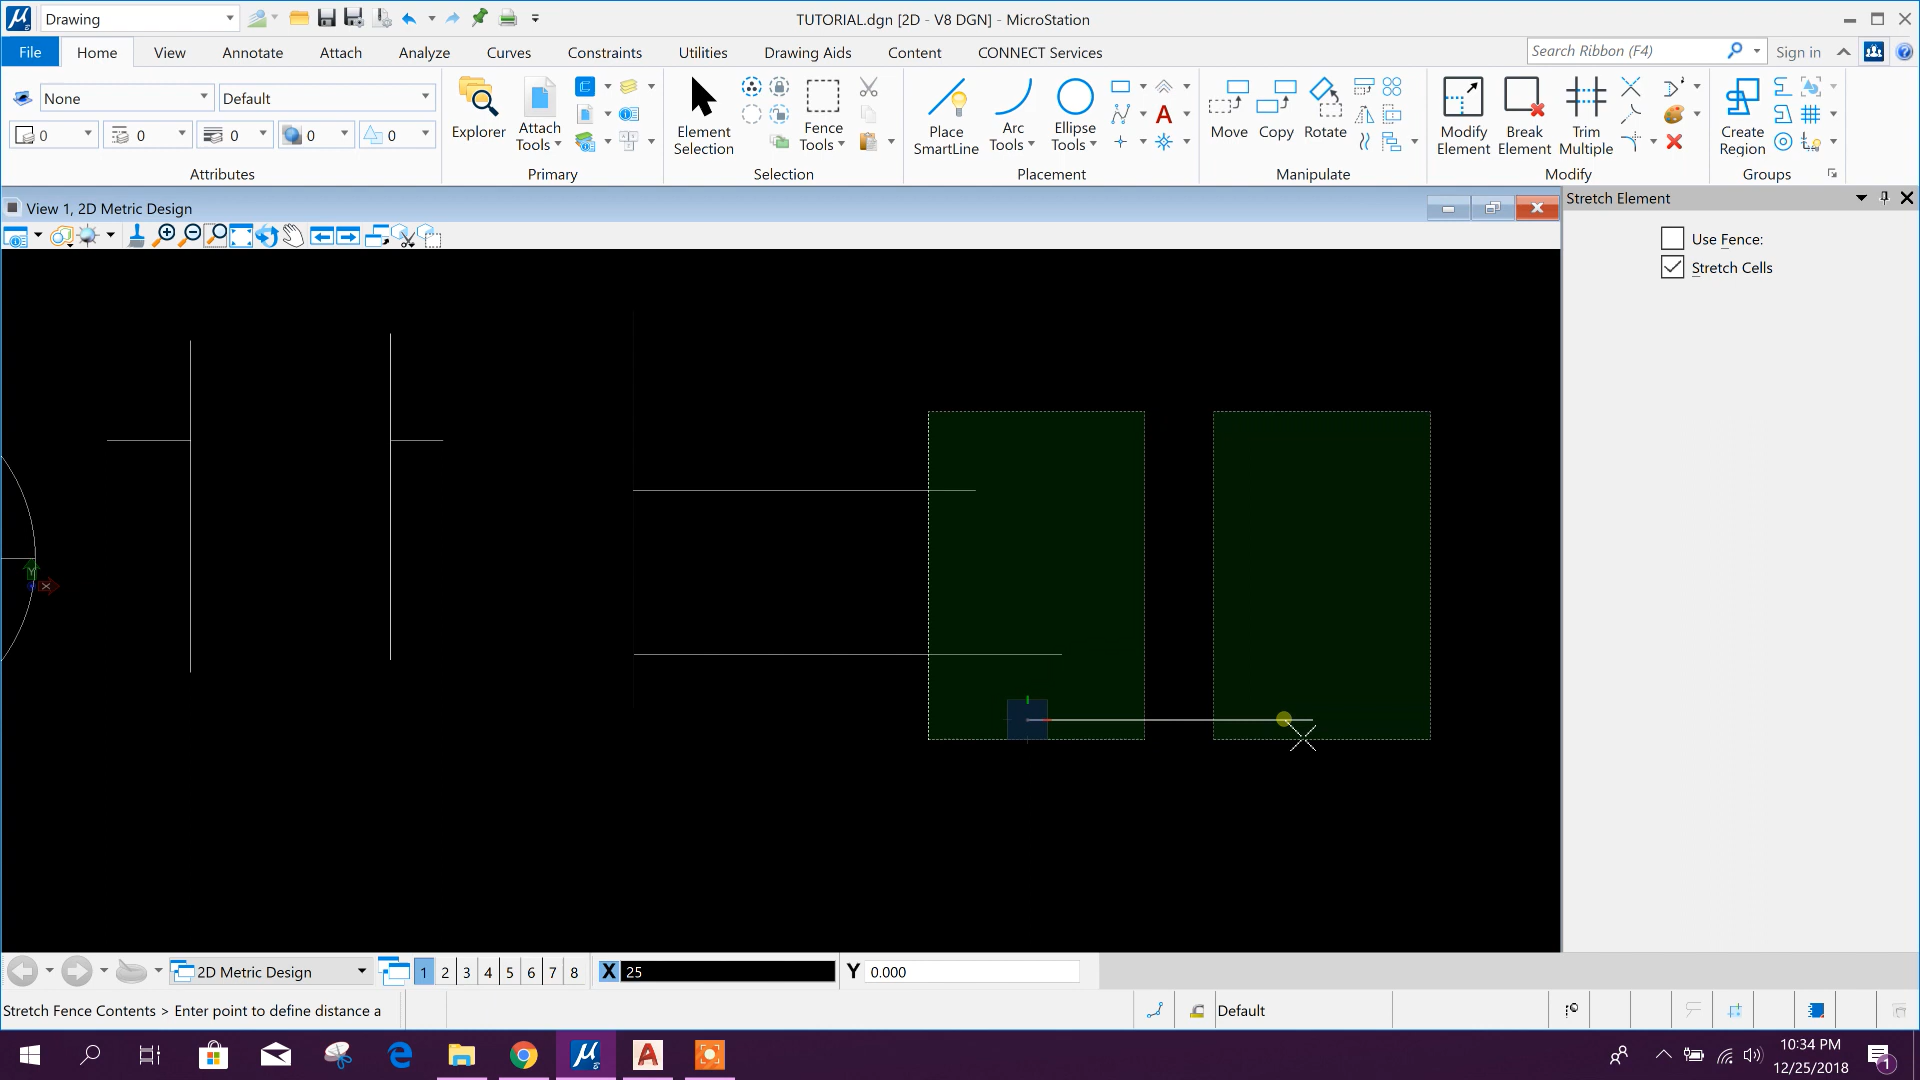 Drawing
TUTORIAL.dgn [2D - V8 DGN] - MicroStation
File Home View Annotate Attach Analyze Curves Constraints Utilities Drawing Aids Content CONNECT Services
Search Ribbon (F4)
Sign in
None
Default
0 0 0 0 0
Attributes
Explorer
Attach Tools
Primary
Element Selection
Fence Tools
Selection
Place SmartLine
Arc Tools
Ellipse Tools
A
Placement
Move Copy Rotate
Manipulate
Modify Element
Break Element
Trim Multiple
Modify
Create Region
Groups
View 1, 2D Metric Design
Stretch Element
Use Fence:
Stretch Cells
Y
X
2D Metric Design
1 2 3 4 5 6 7 8
X 25
Y 0.000
Stretch Fence Contents > Enter point to define distance a
Default
10:34 PM
12/25/2018
1